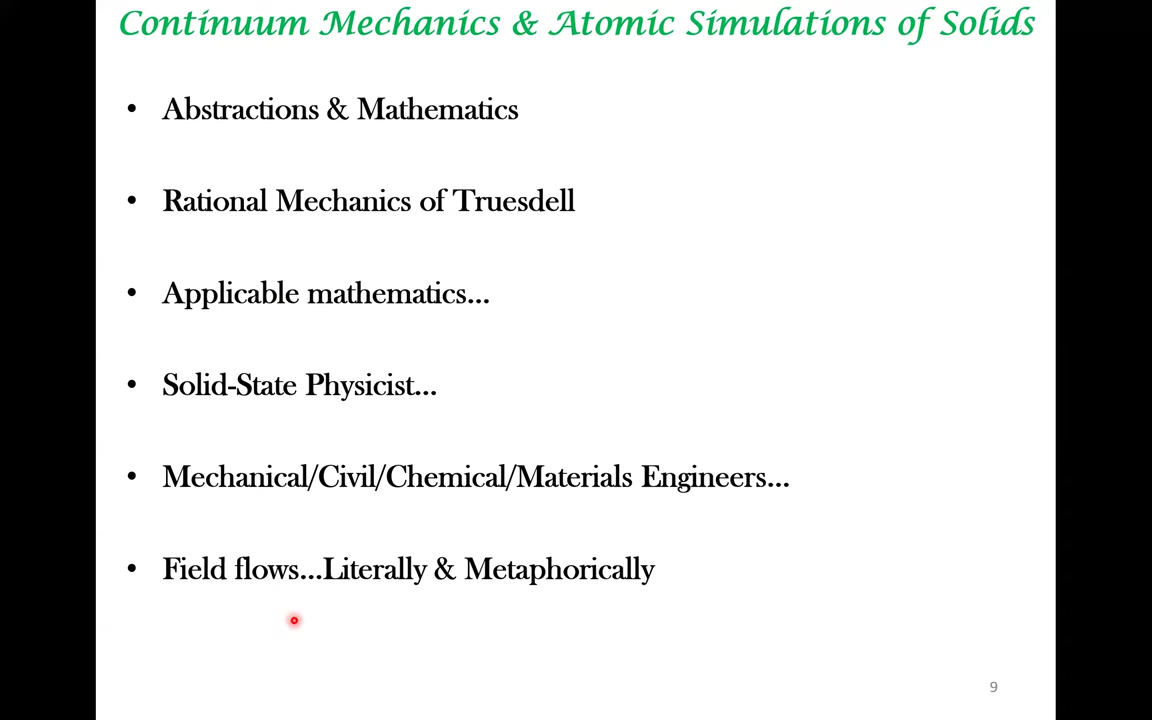 Continuum Mechanics & Atomic Simulations of Solids
• Abstractions & Mathematics
• Rational Mechanics of Truesdell
• Applicable mathematics...
• Solid-State Physicist...
• Mechanical/Civil/Chemical/Materials Engineers...
• Field flows...Literally & Metaphorically
9